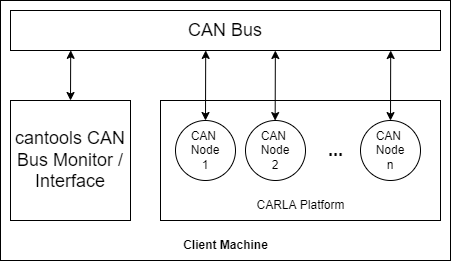 CAN Bus
cantools CAN
Bus Monitor /
Interface
CAN
Node
1
CAN
Node
2
...
CAN
Node
n
CARLA Platform
Client Machine